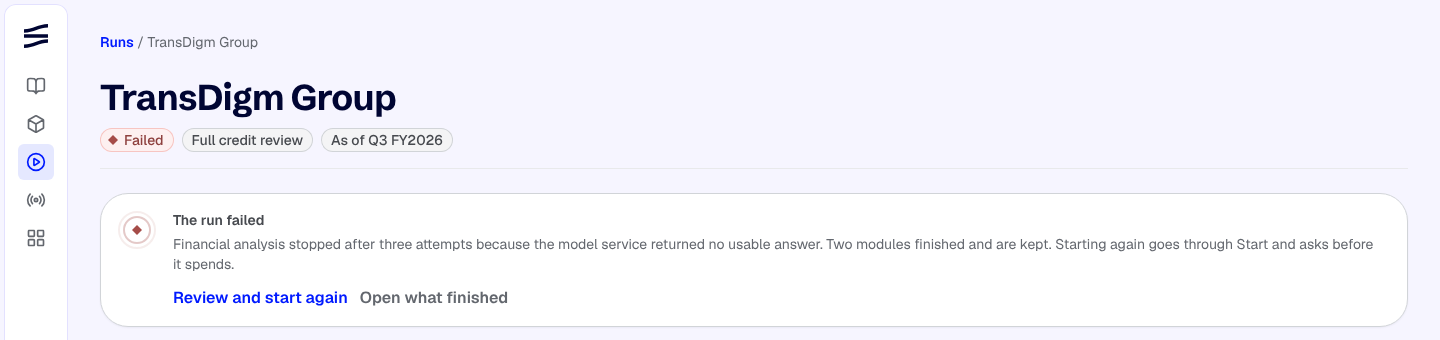 Runs / TransDigm Group
TransDigm Group
Failed
Full credit review
As of Q3 FY2026
The run failed
Financial analysis stopped after three attempts because the model service returned no usable answer. Two modules finished and are kept. Starting again goes through Start and asks before
it spends.
Review and start again
Open what finished